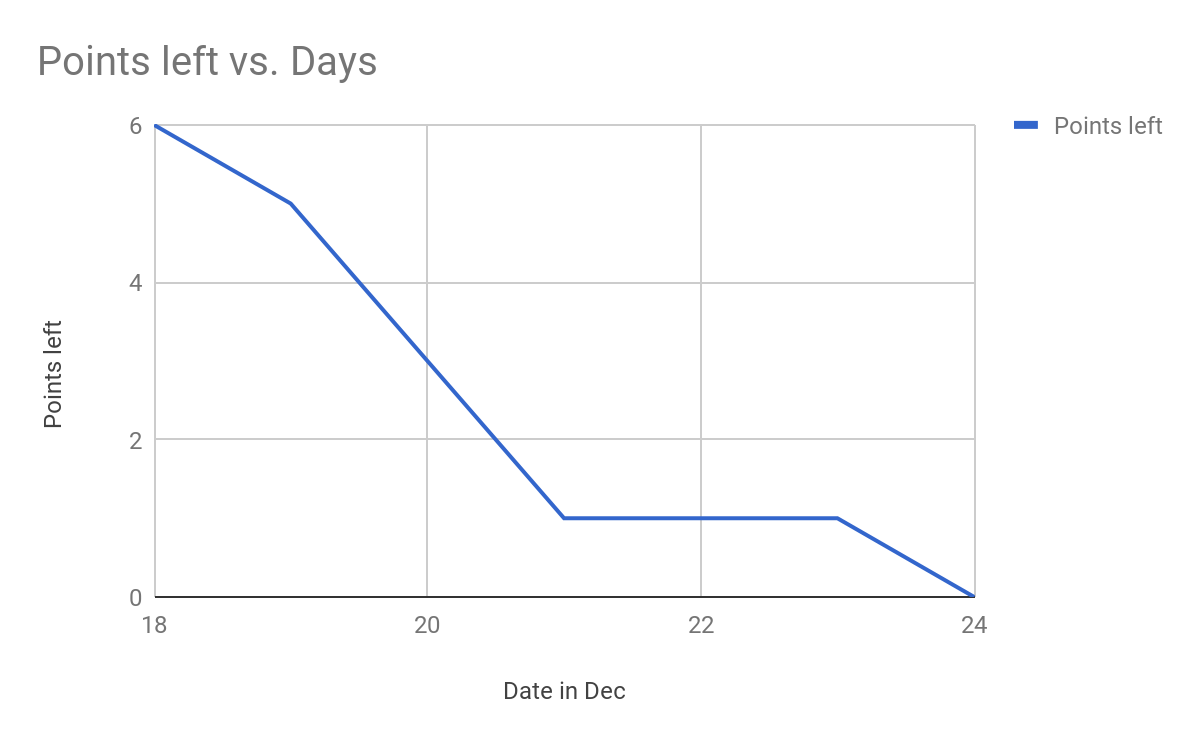 Points left vs. Days
Points left
6
4
2
0
Points left
18
20
22
24
Date in Dec